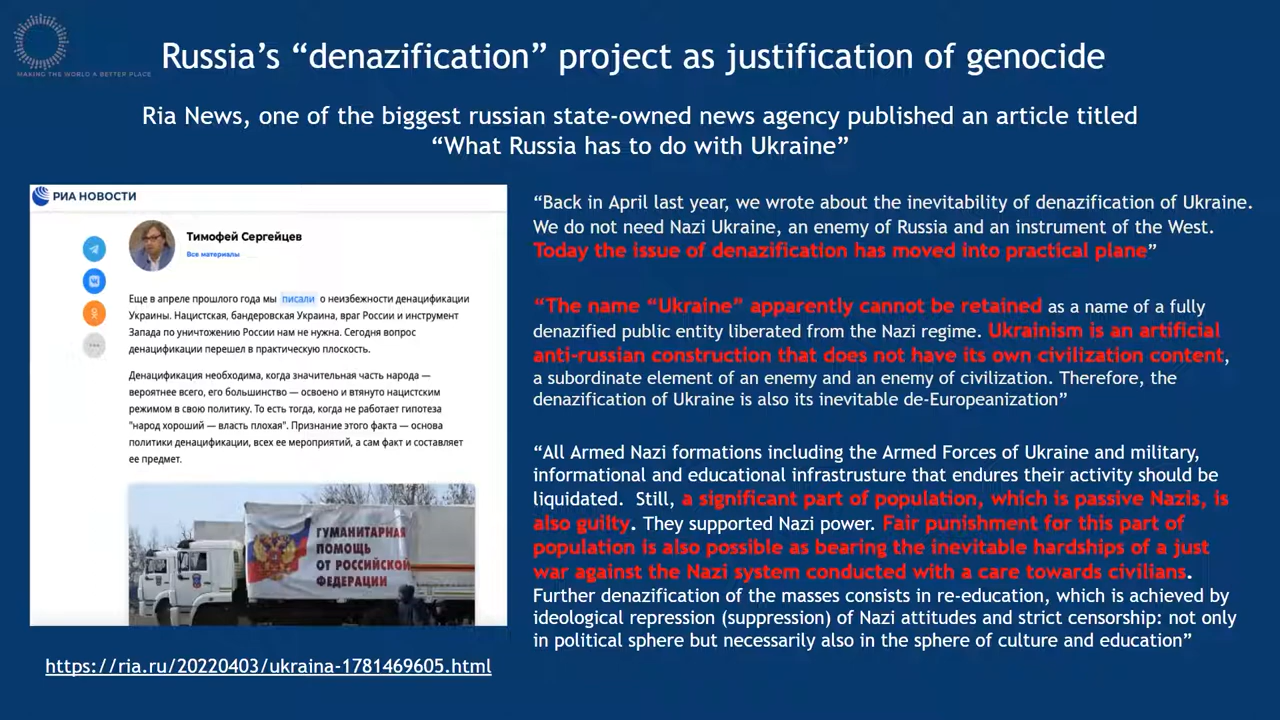 MAKING THE WORLD A BETTER PLACE
Russia's “denazification” project as justification of genocide
Ria News, one of the biggest russian state-owned news agency published an article titled
“What Russia has to do with Ukraine”
РИА НОВОСТИ
Тимофей Сергейцев
Все материалы
Еще в апреле прошлого года мы писали о неизбежности денацификации
Украины. Нацистская, бандеровская Украина, враг России и инструмент
Запада по уничтожению России нам не нужна. Сегодня вопрос
денацификации перешел в практическую плоскость.
Денацификация необходима, когда значительная часть народа —
вероятнее всего, его большинство — освоено и втянуто нацистским
режимом в свою политику. То есть тогда, когда не работает гипотеза
"народ хороший — власть плохая". Признание этого факта — основа
политики денацификации, всех ее мероприятий, а сам факт и составляет
ее предмет.
ГУМАНИТАРНАЯ
ПОМОЩЬ
ОТ РОССИЙСКОЙ
ФЕДЕРАЦИИ
https://ria.ru/20220403/ukraina-1781469605.html
“Back in April last year, we wrote about the inevitability of denazification of Ukraine.
We do not need Nazi Ukraine, an enemy of Russia and an instrument of the West.
Today the issue of denazification has moved into practical plane”
“The name “Ukraine” apparently cannot be retained as a name of a fully
denazified public entity liberated from the Nazi regime. Ukrainism is an artificial
anti-russian construction that does not have its own civilization content,
a subordinate element of an enemy and an enemy of civilization. Therefore, the
denazification of Ukraine is also its inevitable de-Europeanization”
“All Armed Nazi formations including the Armed Forces of Ukraine and military,
informational and educational infrastructure that endures their activity should be
liquidated. Still, a significant part of population, which is passive Nazis, is
also guilty. They supported Nazi power. Fair punishment for this part of
population is also possible as bearing the inevitable hardships of a just
war against the Nazi system conducted with a care towards civilians.
Further denazification of the masses consists in re-education, which is achieved by
ideological repression (suppression) of Nazi attitudes and strict censorship: not only
in political sphere but necessarily also in the sphere of culture and education”